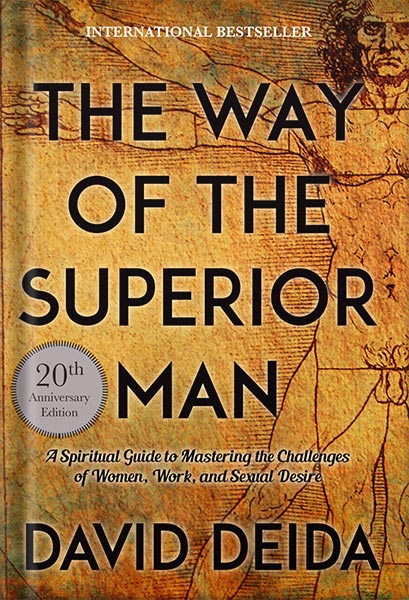 INTERNATIONAL BESTSELLER
THE WAY
OF THE
SUPERIOR
MAN
20th
Anniversary
Edition
A Spiritual Guide to Mastering the Challenges
of Women, Work, and Sexual Desire
DAVID DEIDA